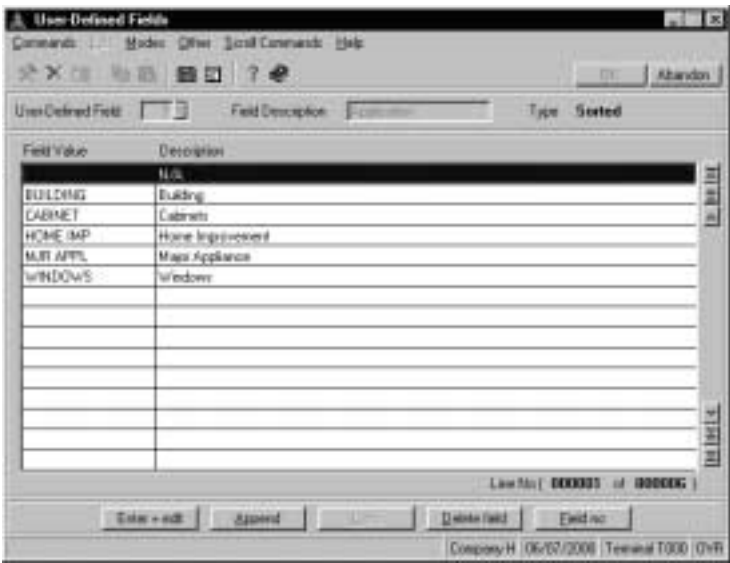 User-Defined Fields
Commands Modes Other Scroll Commands Help
? Abandon
User-Defined Field Field Description Application Type Sorted
Field Value Description
N/A
BUILDING Building
CABINET Cabinets
HOME IMP Home Improvement
MJR APPL Major Appliance
WINDOWS Windows
Line No [ 000001 of 000006 ]
Enter + edit Append Delete field Field no
Company H 06/07/2000 Terminal T000 OVR